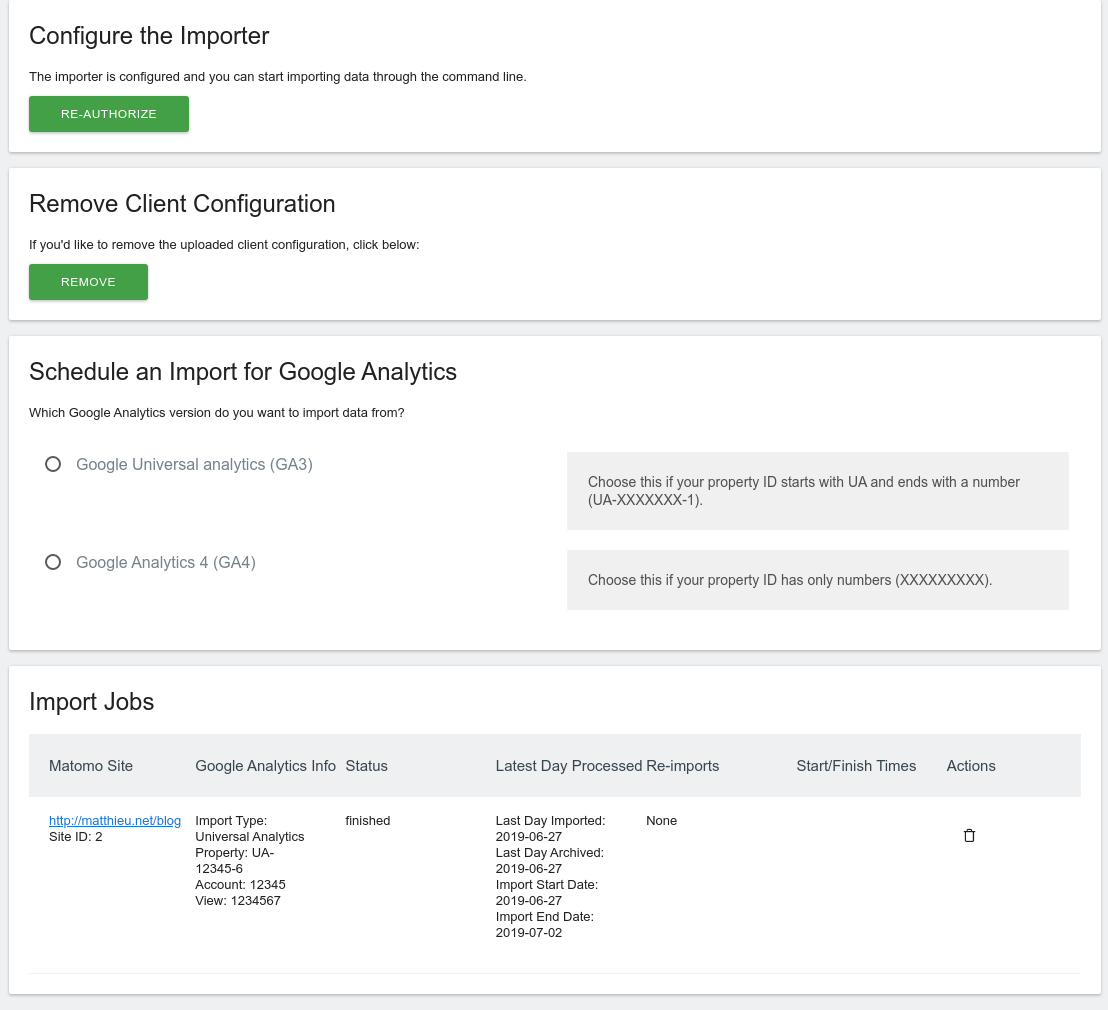 Configure the Importer
The importer is configured and you can start importing data through the command line.
RE-AUTHORIZE
Remove Client Configuration
If you'd like to remove the uploaded client configuration, click below:
REMOVE
Schedule an Import for Google Analytics
Which Google Analytics version do you want to import data from?
Google Universal analytics (GA3)
Choose this if your property ID starts with UA and ends with a number
(UA-XXXXXXX-1).
Google Analytics 4 (GA4)
Choose this if your property ID has only numbers (XXXXXXXXX).
Import Jobs
Matomo Site Google Analytics Info Status Latest Day Processed Re-imports Start/Finish Times Actions
http://matthieu.net/blog
Site ID: 2
Import Type:
Universal Analytics
Property: UA-
12345-6
Account: 12345
View: 1234567
finished
Last Day Imported:
2019-06-27
Last Day Archived:
2019-06-27
Import Start Date:
2019-06-27
Import End Date:
2019-07-02
None